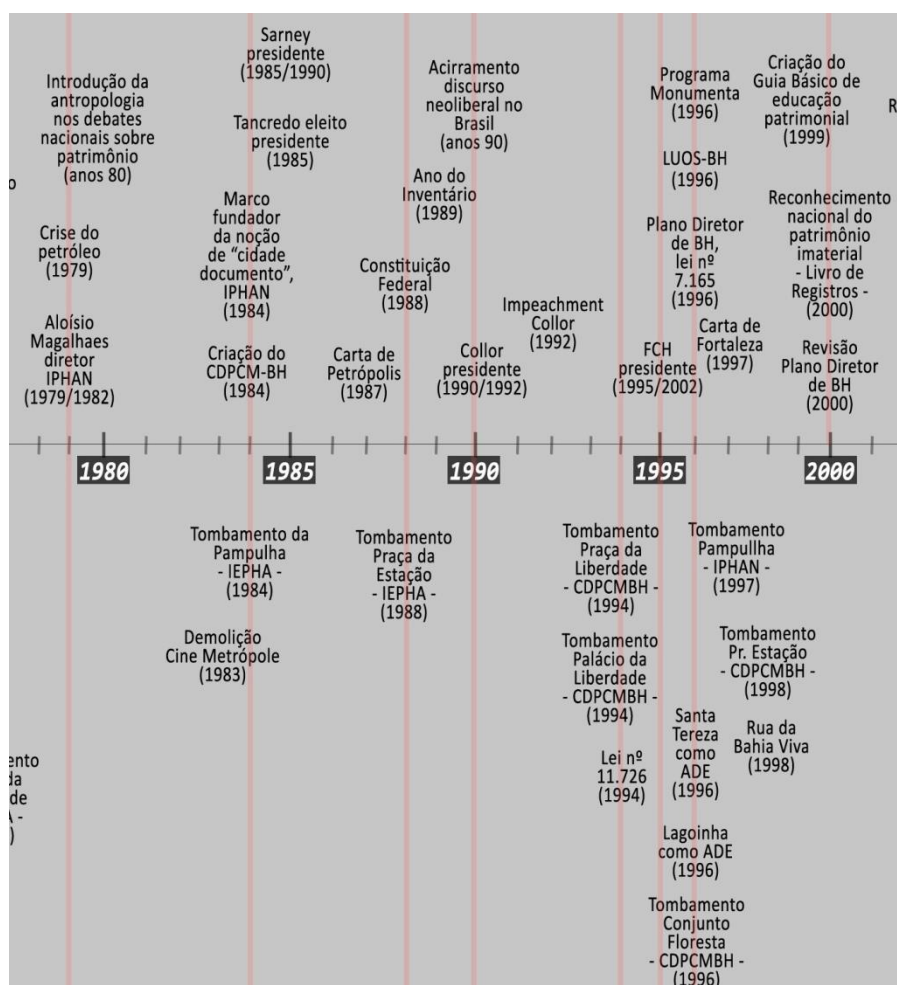 Introdução da
antropologia
nos debates
nacionais sobre
patrimônio
(anos 80)
Crise do
petróleo
(1979)
Aloísio
Magalhaes
diretor
IPHAN
(1979/1982)
Sarney
presidente
(1985/1990)
Tancredo eleito
presidente
(1985)
Marco
fundador
da noção
de “cidade
documento”,
IPHAN
(1984)
Criação do
CDPCM-BH
(1984)
Constituição
Federal
(1988)
Carta de
Petrópolis
(1987)
Acirramento
discurso
neoliberal no
Brasil
(anos 90)
Ano do
Inventário
(1989)
Impeachment
Collor
(1992)
Collor
presidente
(1990/1992)
Programa
Monumenta
(1996)
LUOS-BH
(1996)
Plano Diretor
de BH,
lei nº
7.165
(1996)
FCH
presidente
(1995/2002)
Carta de
Fortaleza
(1997)
Criação do
Guia Básico de
educação
patrimonial
(1999)
Reconhecimento
nacional do
patrimônio
imaterial
- Livro de
Registros -
(2000)
Revisão
Plano Diretor
de BH
(2000)
1980 1985 1990 1995 2000
Tombamento da
Pampulha
- IEPHA -
(1984)
Demolição
Cine Metrópole
(1983)
Tombamento
Praça da
Estação
- IEPHA -
(1988)
Tombamento
Praça da
Liberdade
- CDPCMBH -
(1994)
Tombamento
Palácio da
Liberdade
- CDPCMBH -
(1994)
Lei nº
11.726
(1994)
Tombamento
Pampullha
- IPHAN -
(1997)
Tombamento
Pr. Estação
- CDPCMBH -
(1998)
Santa
Tereza
como
ADE
(1996)
Rua da
Bahia Viva
(1998)
Lagoinha
como ADE
(1996)
Tombamento
Conjunto
Floresta
- CDPCMBH -
(1996)